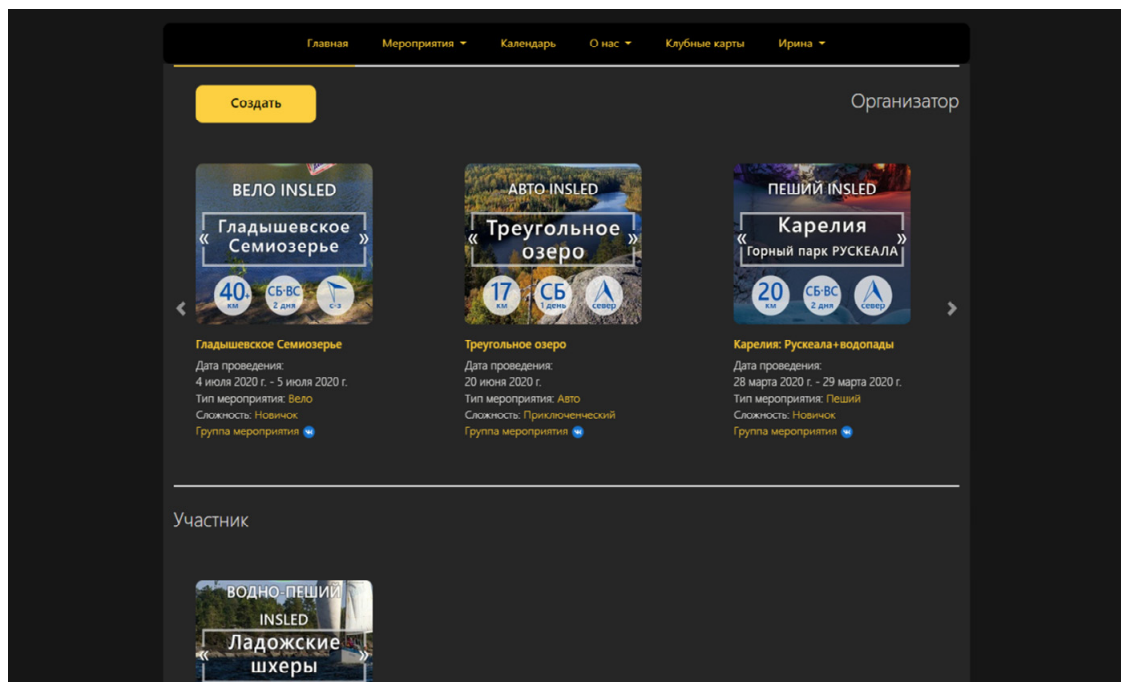 Главная Мероприятия Календарь О нас Клубные карты Ирина
Создать
Организатор
ВЕЛО INSLED
« Гладышевское
Семиозерье »
40+
км
СБ-ВС
2 дня
с-з
АВТО INSLED
« Треугольное
озеро »
17
км
СБ
1 день
север
ПЕШИЙ INSLED
« Карелия
Горный парк РУСКЕАЛА »
20
км
СБ-ВС
2 дня
север
Гладышевское Семиозерье
Дата проведения:
4 июля 2020 г. - 5 июля 2020 г.
Тип мероприятия: Вело
Сложность: Новичок
Группа мероприятия
Треугольное озеро
Дата проведения:
20 июня 2020 г.
Тип мероприятия: Авто
Сложность: Приключенческий
Группа мероприятия
Карелия: Рускеала+водопады
Дата проведения:
28 марта 2020 г. - 29 марта 2020 г.
Тип мероприятия: Пеший
Сложность: Новичок
Группа мероприятия
Участник
ВОДНО-ПЕШИЙ
INSLED
« Ладожские
шхеры »